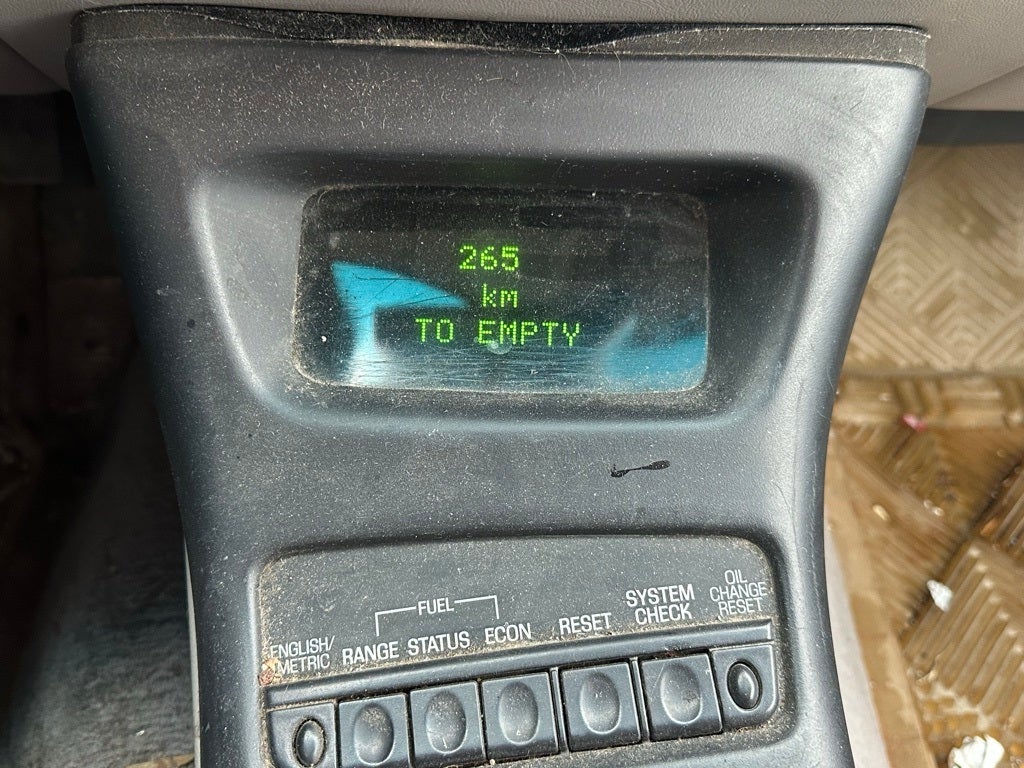 265
km
TO EMPTY
FUEL
ENGLISH/
METRIC
RANGE STATUS ECON
RESET
SYSTEM
CHECK
OIL
CHANGE
RESET